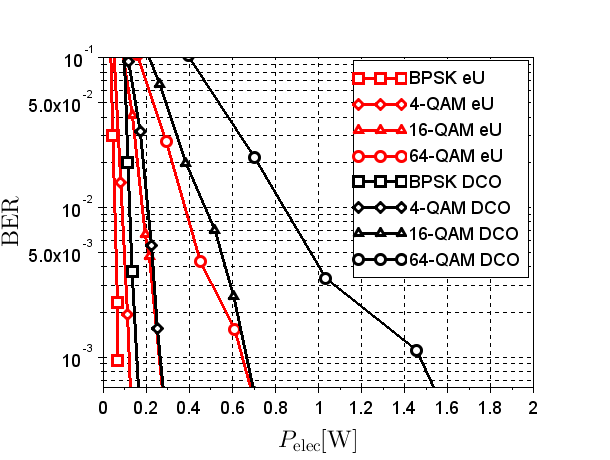 10^-1
5.0x10^-2
10^-2
5.0x10^-3
10^-3
BER
BPSK eU
4-QAM eU
16-QAM eU
64-QAM eU
BPSK DCO
4-QAM DCO
16-QAM DCO
64-QAM DCO
0 0.2 0.4 0.6 0.8 1 1.2 1.4 1.6 1.8 2
P_elec[W]